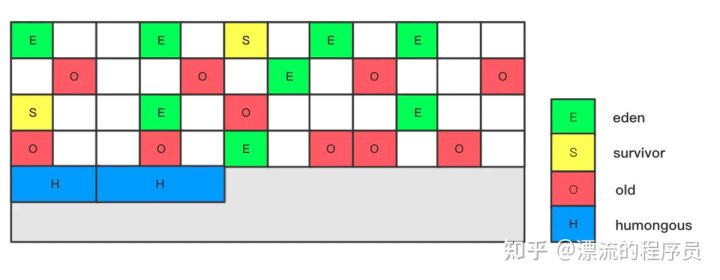 E E S E E
O O E O O
S E O E
O O E O O O
H H
E eden
S survivor
O old
H humongous
知乎 @漂流的程序员